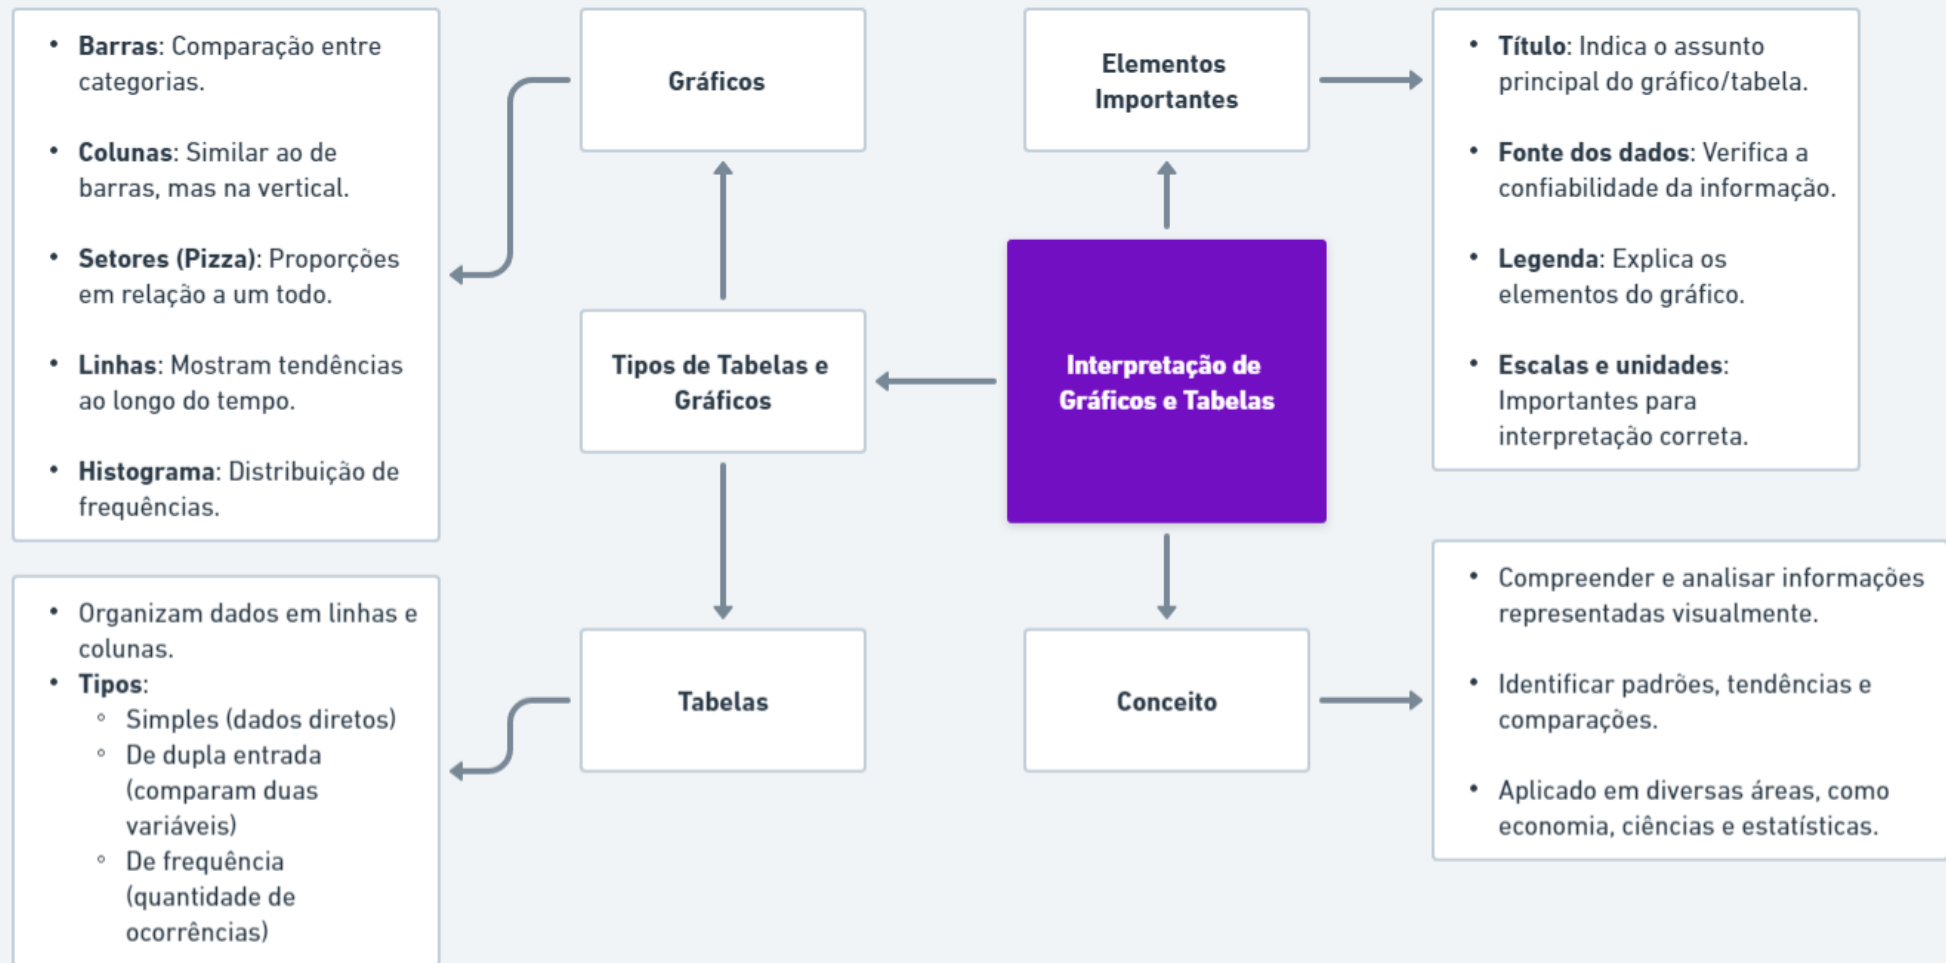 • Barras: Comparação entre
categorias.
• Colunas: Similar ao de
barras, mas na vertical.
• Setores (Pizza): Proporções
em relação a um todo.
• Linhas: Mostram tendências
ao longo do tempo.
• Histograma: Distribuição de
frequências.
Gráficos
Elementos
Importantes
• Título: Indica o assunto
principal do gráfico/tabela.
• Fonte dos dados: Verifica a
confiabilidade da informação.
• Legenda: Explica os
elementos do gráfico.
• Escalas e unidades:
Importantes para
interpretação correta.
Tipos de Tabelas e
Gráficos
Interpretação de
Gráficos e Tabelas
• Organizam dados em linhas e
colunas.
• Tipos:
◦ Simples (dados diretos)
◦ De dupla entrada
(comparam duas
variáveis)
◦ De frequência
(quantidade de
ocorrências)
Tabelas
Conceito
• Compreender e analisar informações
representadas visualmente.
• Identificar padrões, tendências e
comparações.
• Aplicado em diversas áreas, como
economia, ciências e estatísticas.